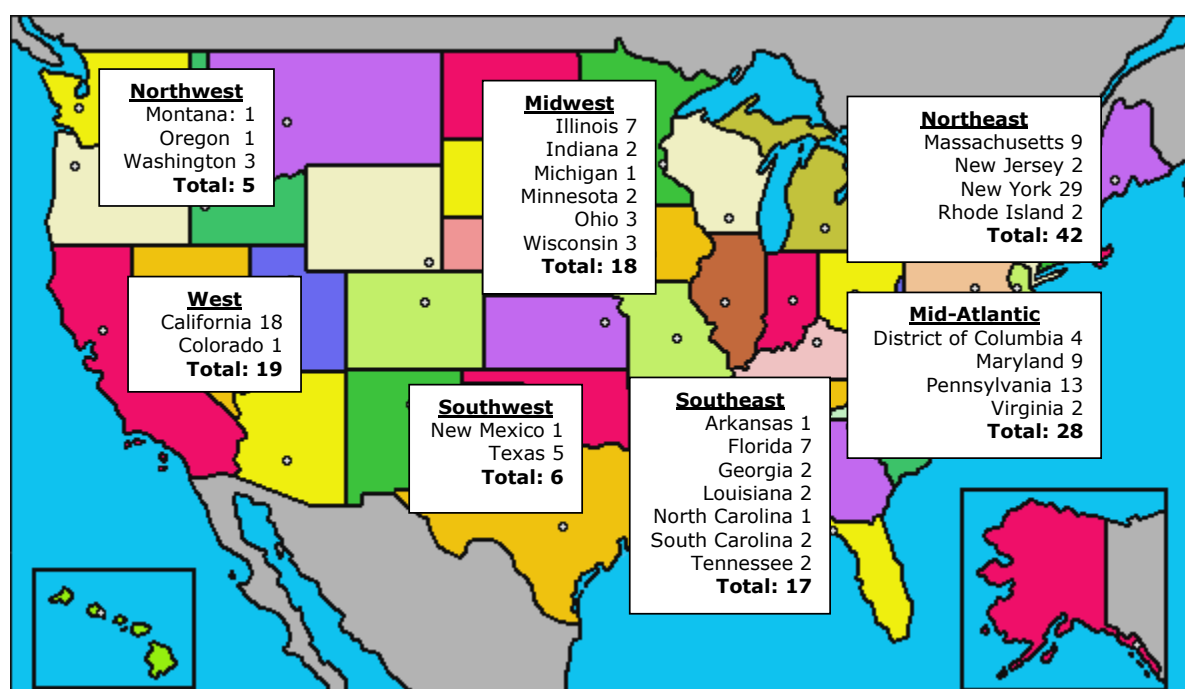 Northwest
Montana: 1
Oregon 1
Washington 3
Total: 5
Midwest
Illinois 7
Indiana 2
Michigan 1
Minnesota 2
Ohio 3
Wisconsin 3
Total: 18
Northeast
Massachusetts 9
New Jersey 2
New York 29
Rhode Island 2
Total: 42
West
California 18
Colorado 1
Total: 19
Mid-Atlantic
District of Columbia 4
Maryland 9
Pennsylvania 13
Virginia 2
Total: 28
Southwest
New Mexico 1
Texas 5
Total: 6
Southeast
Arkansas 1
Florida 7
Georgia 2
Louisiana 2
North Carolina 1
South Carolina 2
Tennessee 2
Total: 17